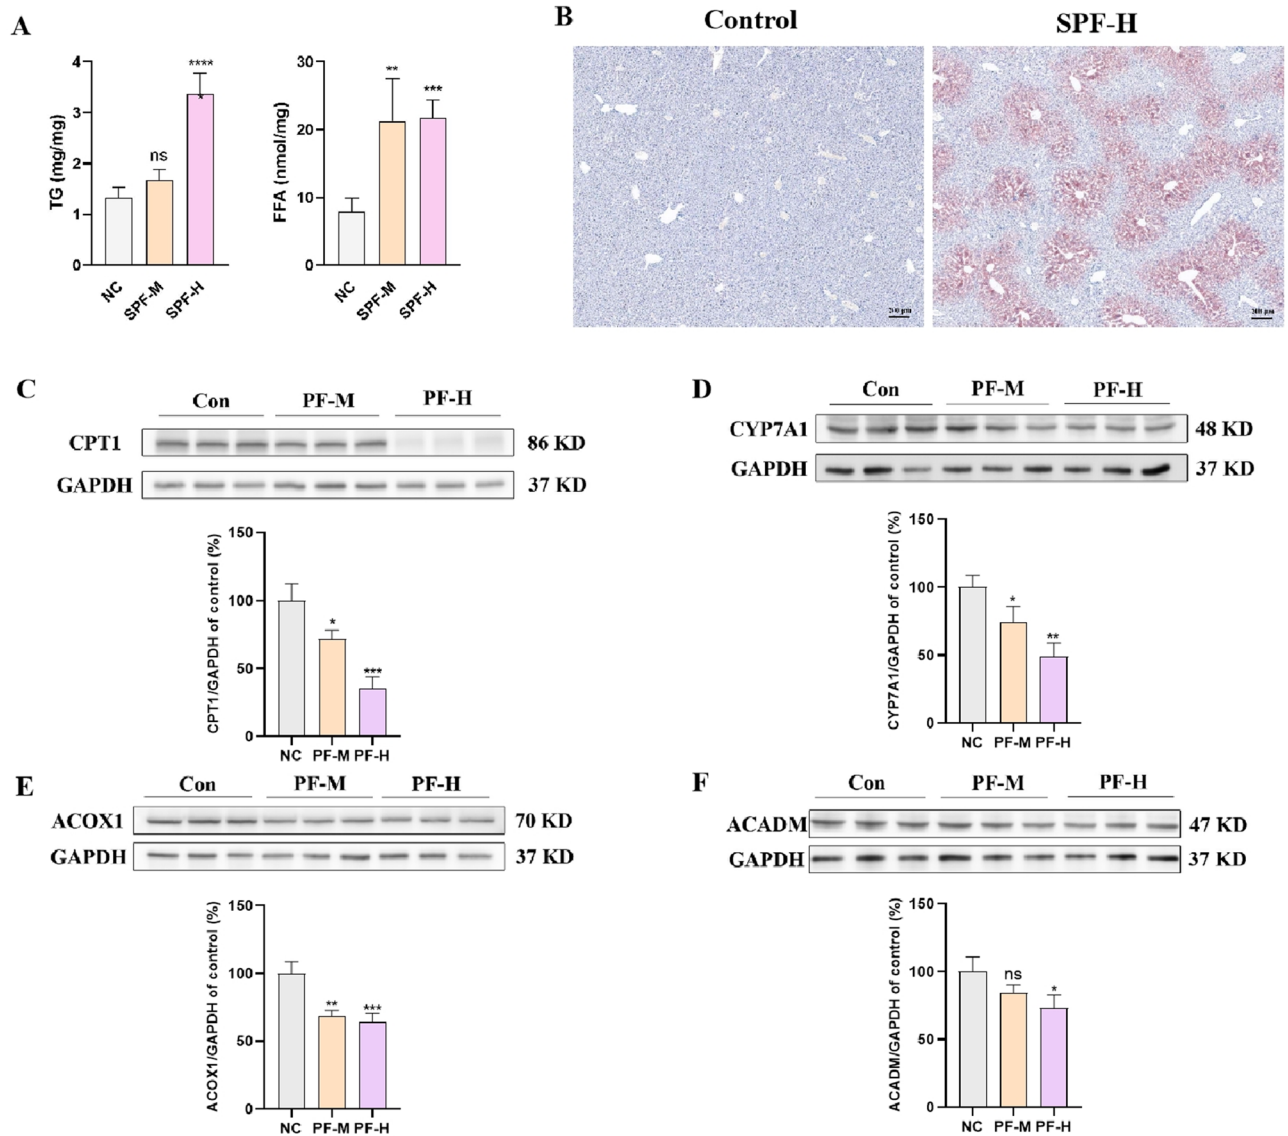 A
TG (mg/mg)
4
3
2
1
0
ns
****
*
NC
SPF-M
SPF-H
FFA (nmol/mg)
30
20
10
0
**
***
NC
SPF-M
SPF-H
B
Control
SPF-H
200 μm
C
Con
PF-M
PF-H
CPT1
86 KD
GAPDH
37 KD
CPT1/GAPDH of control (%)
150
100
50
0
*
***
NC
PF-M
PF-H
D
Con
PF-M
PF-H
CYP7A1
48 KD
GAPDH
37 KD
CYP7A1/GAPDH of control (%)
150
100
50
0
*
**
NC
PF-M
PF-H
E
Con
PF-M
PF-H
ACOX1
70 KD
GAPDH
37 KD
ACOX1/GAPDH of control (%)
150
100
50
0
**
***
NC
PF-M
PF-H
F
Con
PF-M
PF-H
ACADM
47 KD
GAPDH
37 KD
ACADM/GAPDH of control (%)
150
100
50
0
ns
*
NC
PF-M
PF-H